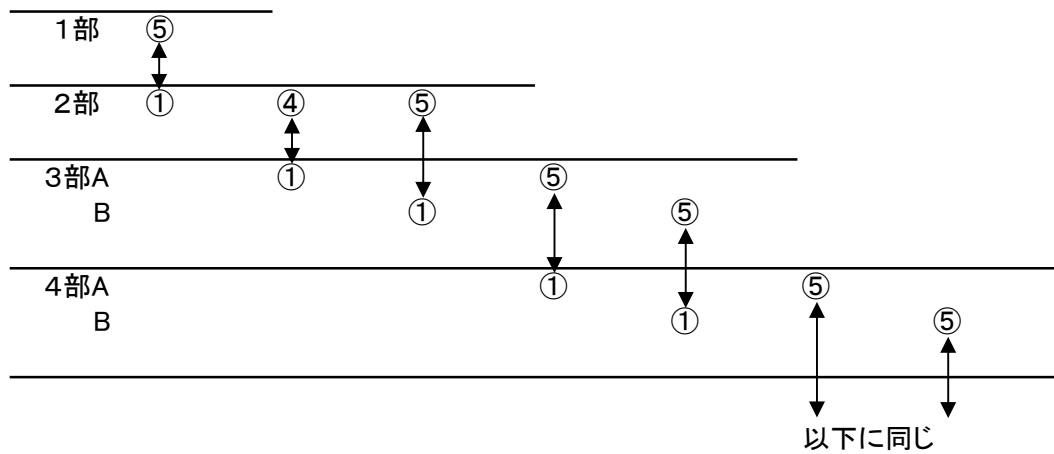 1部 ⑤
2部 ① ④ ⑤
3部A ① ⑤
B ① ⑤
4部A ① ⑤
B ① ⑤
以下に同じ